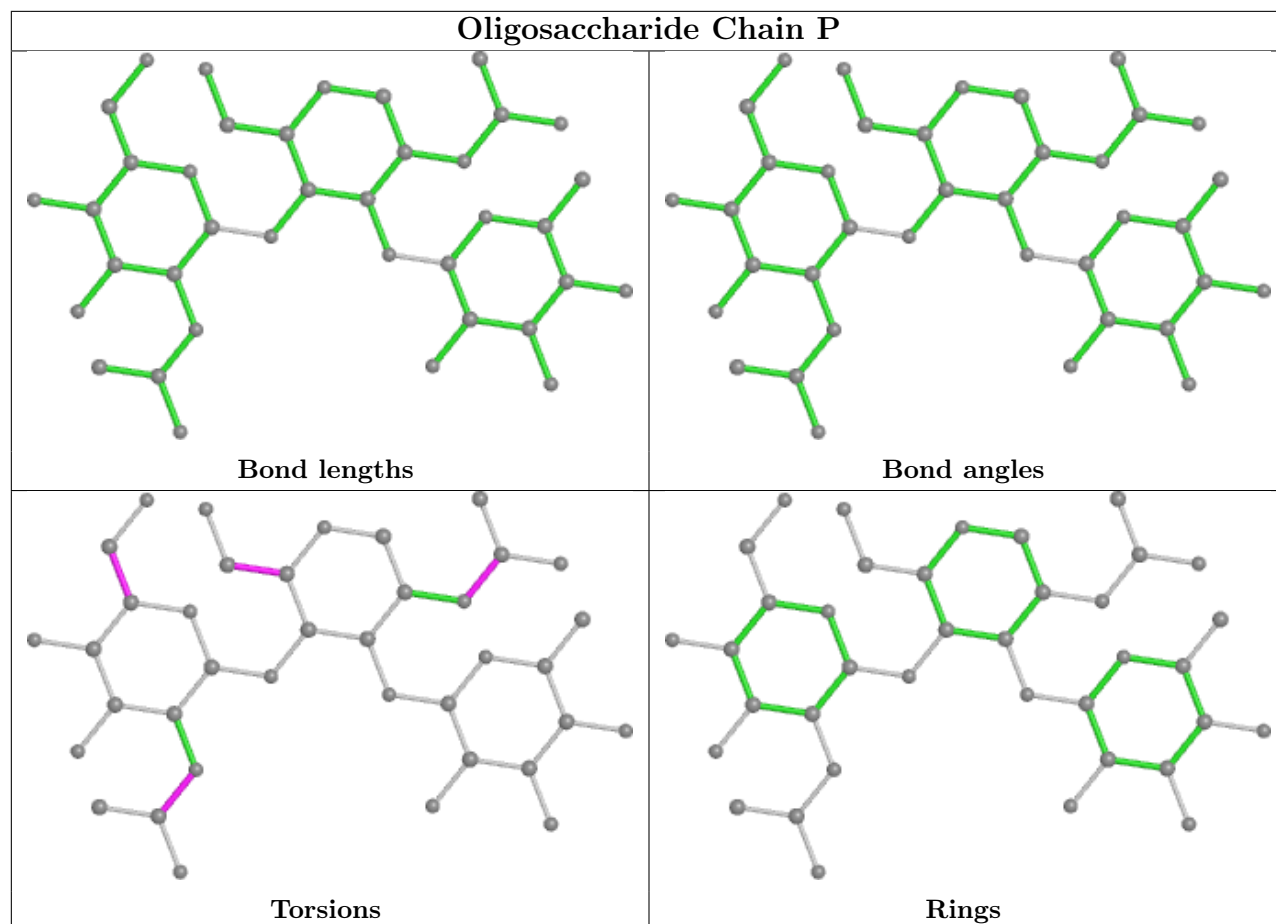 Oligosaccharide Chain P
Bond lengths
Bond angles
Torsions
Rings